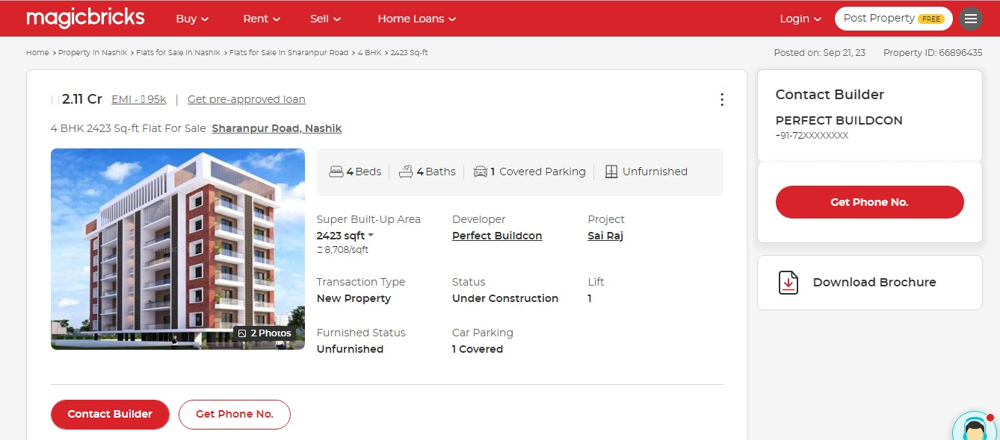 magicbricks
Buy Rent Sell Home Loans Login Post Property FREE
Home > Property in Nashik > Flats for Sale in Nashik > Flats for Sale in Sharanpur Road > 4 BHK > 2423 Sq-ft
Posted on: Sep 21, 23 Property ID: 66896435
2.11 Cr EMI - 95k | Get pre-approved loan
4 BHK 2423 Sq-ft Flat For Sale Sharanpur Road, Nashik
4 Beds 4 Baths 1 Covered Parking Unfurnished
Super Built-Up Area Developer Project
2423 sqft Perfect Buildcon Sai Raj
8,708/sqft
Transaction Type Status Lift
New Property Under Construction 1
Furnished Status Car Parking
Unfurnished 1 Covered
2 Photos
Contact Builder Get Phone No.
Contact Builder
PERFECT BUILDCON
+91-72XXXXXXXX
Get Phone No.
Download Brochure